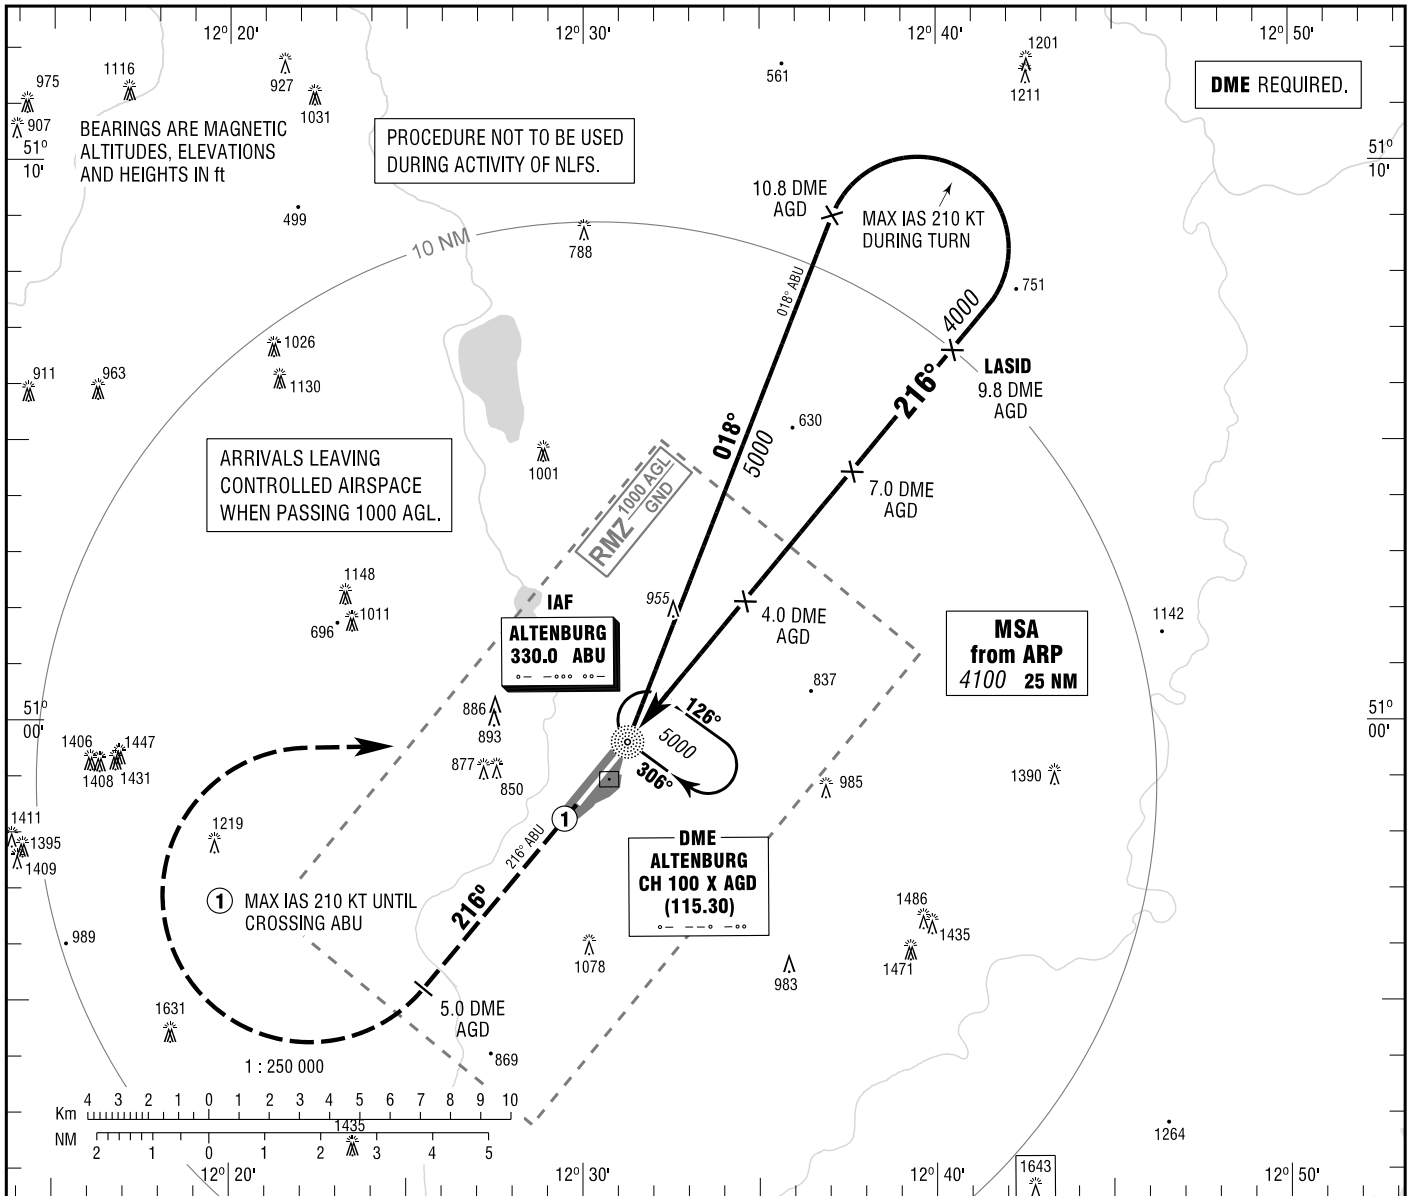 12° 20'
12° 30'
12° 40'
12° 50'
975
1116
927
1031
561
1201
1211
DME REQUIRED.
907
51°
10'
BEARINGS ARE MAGNETIC
ALTITUDES, ELEVATIONS
AND HEIGHTS IN ft
PROCEDURE NOT TO BE USED
DURING ACTIVITY OF NLFS.
51°
10'
499
10 NM
788
10.8 DME
AGD
MAX IAS 210 KT
DURING TURN
018° ABU
751
4000
1026
1130
911
963
LASID
9.8 DME
AGD
216°
018°
5000
630
ARRIVALS LEAVING
CONTROLLED AIRSPACE
WHEN PASSING 1000 AGL.
1001
RMZ 1000 AGL
GND
7.0 DME
AGD
1148
1011
696
IAF
ALTENBURG
330.0 ABU
955
4.0 DME
AGD
1142
MSA
from ARP
4100 25 NM
837
51°
00'
51°
00'
886
893
126°
5000
306°
1406
1447
1408
1431
877
850
985
1390
1411
1395
1409
1219
1
216° ABU
DME
ALTENBURG
CH 100 X AGD
(115.30)
1 MAX IAS 210 KT UNTIL
CROSSING ABU
216°
1486
1435
1471
989
1078
983
1631
5.0 DME
AGD
869
1 : 250 000
4 3 2 1 0 1 2 3 4 5 6 7 8 9 10
Km
1435
NM
2 1 0 1 2 3 4 5
1264
1643
12° 20'
12° 30'
12° 40'
12° 50'